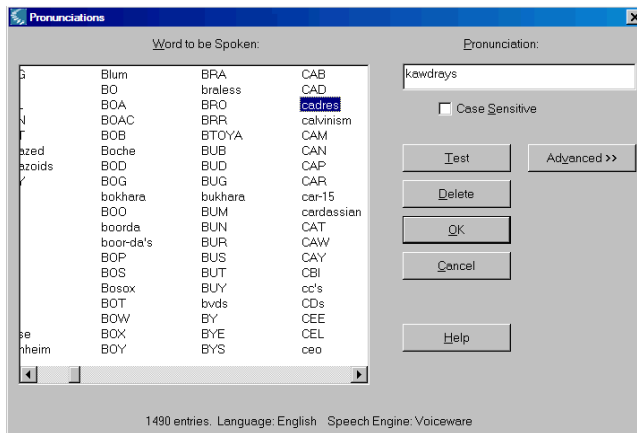 Pronunciations
Word to be Spoken:
azed
azoids
se
nheim
Blum
BO
BOA
BOAC
BOB
Boche
BOD
BOG
bokhara
BOO
boorda
boor-da's
BOP
BOS
Bosox
BOT
BOW
BOX
BOY
BRA
braless
BRO
BRR
BTOYA
BUB
BUD
BUG
bukhara
BUM
BUN
BUR
BUS
BUT
BUY
bvds
BY
BYE
BYS
CAB
CAD
cadres
calvinism
CAM
CAN
CAP
CAR
car-15
cardassian
CAT
CAW
CAY
CBI
cc's
CDs
CEE
CEL
ceo
Pronunciation:
kawdrays
Case Sensitive
Test
Advanced >>
Delete
OK
Cancel
Help
1490 entries. Language: English Speech Engine: Voiceware